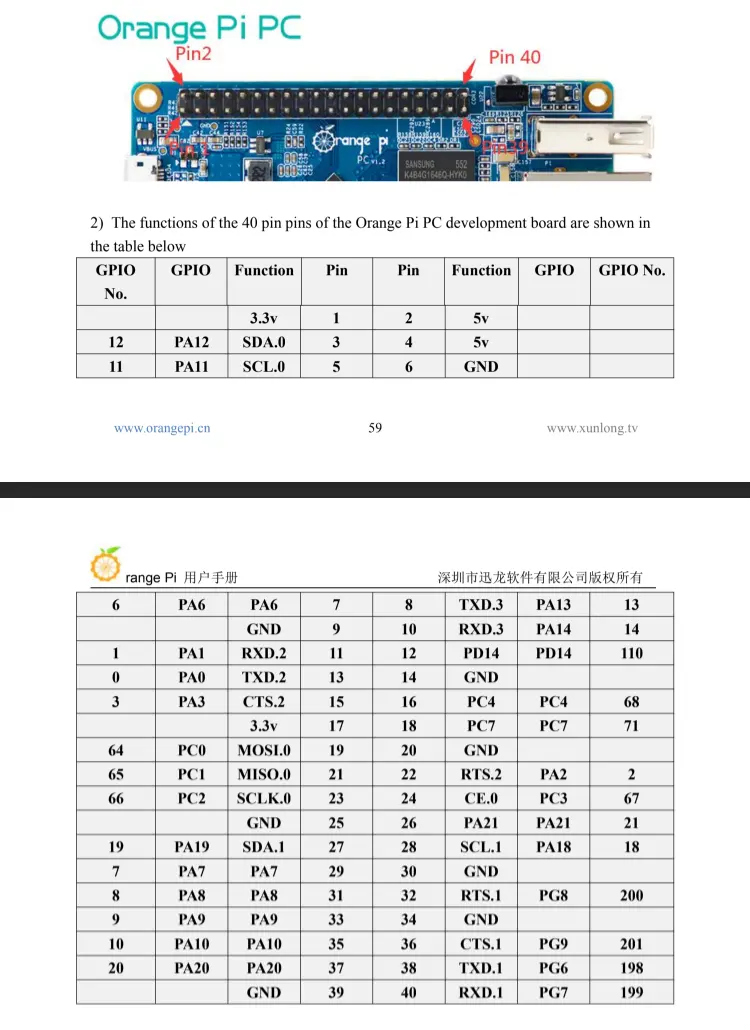 Orange Pi PC
Pin2
Pin 40
range pi
PC V1.2
SAMSUNG 552
K4B4G1646Q-HYK0
2) The functions of the 40 pin pins of the Orange Pi PC development board are shown in
the table below
GPIO No. GPIO Function Pin Pin Function GPIO GPIO No.
3.3v 1 2 5v
12 PA12 SDA.0 3 4 5v
11 PA11 SCL.0 5 6 GND
www.orangepi.cn 59 www.xunlong.tv
range Pi 用户手册 深圳市迅龙软件有限公司版权所有
6 PA6 PA6 7 8 TXD.3 PA13 13
GND 9 10 RXD.3 PA14 14
1 PA1 RXD.2 11 12 PD14 PD14 110
0 PA0 TXD.2 13 14 GND
3 PA3 CTS.2 15 16 PC4 PC4 68
3.3v 17 18 PC7 PC7 71
64 PC0 MOSI.0 19 20 GND
65 PC1 MISO.0 21 22 RTS.2 PA2 2
66 PC2 SCLK.0 23 24 CE.0 PC3 67
GND 25 26 PA21 PA21 21
19 PA19 SDA.1 27 28 SCL.1 PA18 18
7 PA7 PA7 29 30 GND
8 PA8 PA8 31 32 RTS.1 PG8 200
9 PA9 PA9 33 34 GND
10 PA10 PA10 35 36 CTS.1 PG9 201
20 PA20 PA20 37 38 TXD.1 PG6 198
GND 39 40 RXD.1 PG7 199